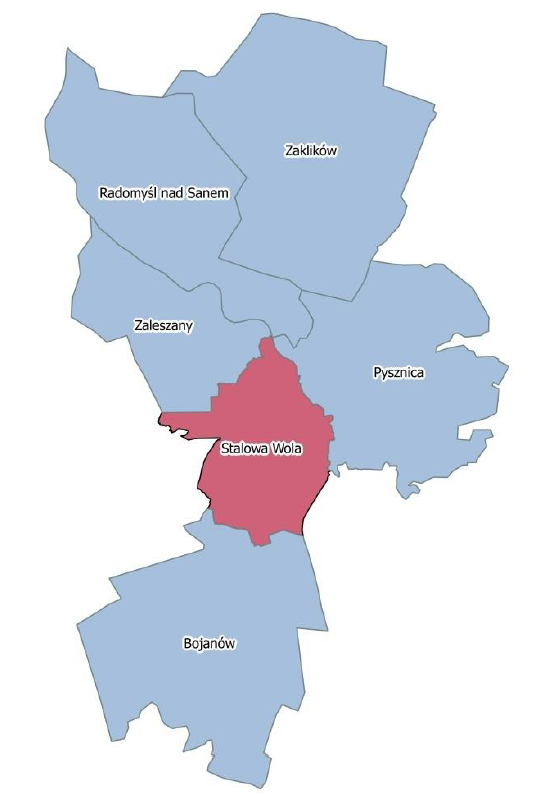 Zaklików
Radomyśl nad Sanem
Zaleszany
Pysznica
Stalowa Wola
Bojanów